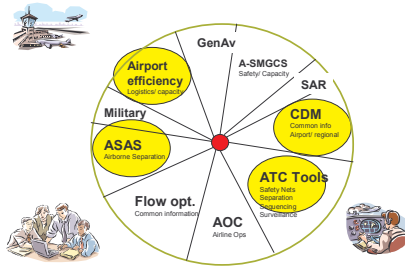 GenAv
A-SMGCS
Safety/ Capacity
Airport
efficiency
Logistics/ capacity
SAR
Military
CDM
Common info
Airport/ regional
ASAS
Airborne Separation
ATC Tools
Safety Nets
Separation
Sequencing
Surveillance
Flow opt.
Common information
AOC
Airline Ops